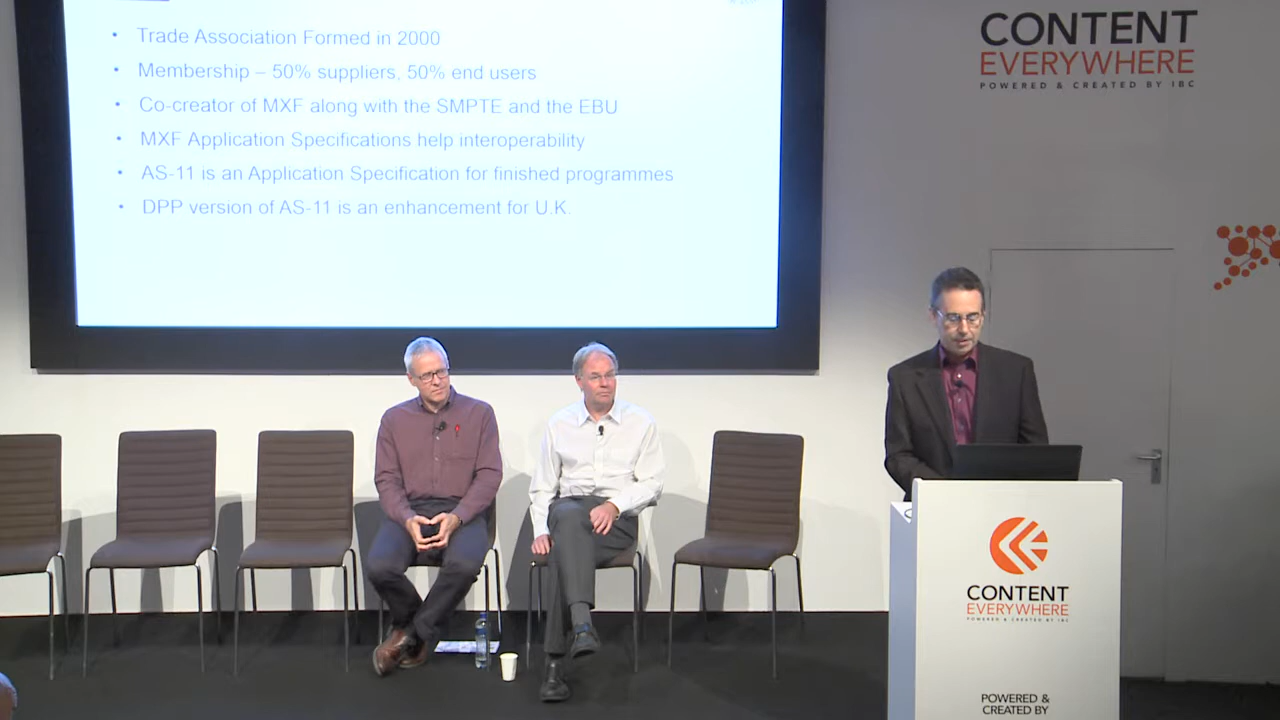 • Trade Association Formed in 2000
• Membership – 50% suppliers, 50% end users
• Co-creator of MXF along with the SMPTE and the EBU
• MXF Application Specifications help interoperability
• AS-11 is an Application Specification for finished programmes
• DPP version of AS-11 is an enhancement for U.K.
CONTENT
EVERYWHERE
POWERED & CREATED BY IBC
CONTENT
EVERYWHERE
POWERED & CREATED BY IBC
POWERED &
CREATED BY